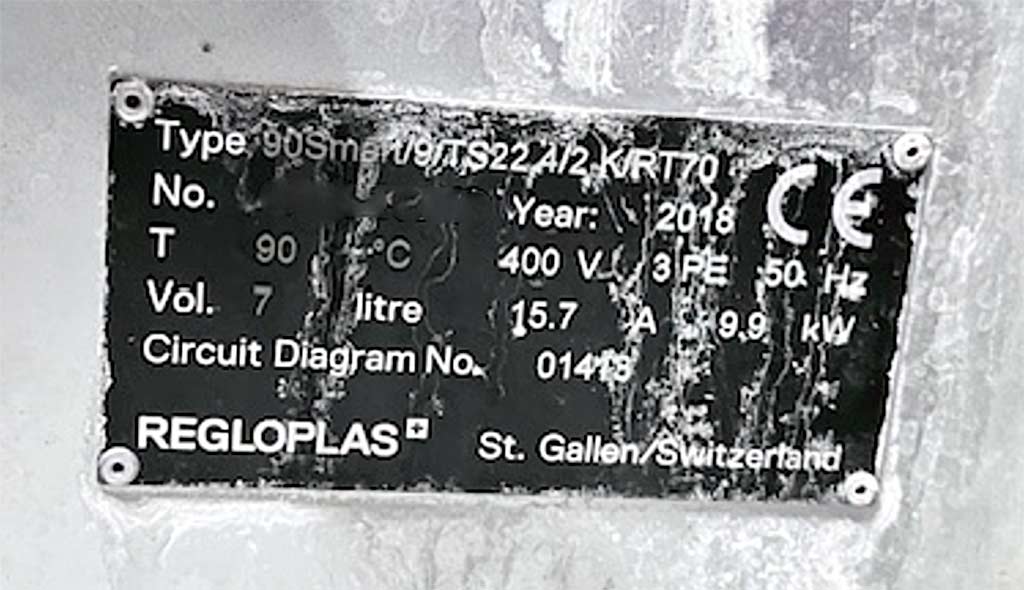 Type 90Smart/9/TS22.4/2 K/RT70
No. Year: 2018 CE
T 90 °C 400 V 3 PE 50 Hz
Vol. 7 litre 15.7 A 9.9 kW
Circuit Diagram No. 01418
REGLOPLAS St. Gallen/Switzerland